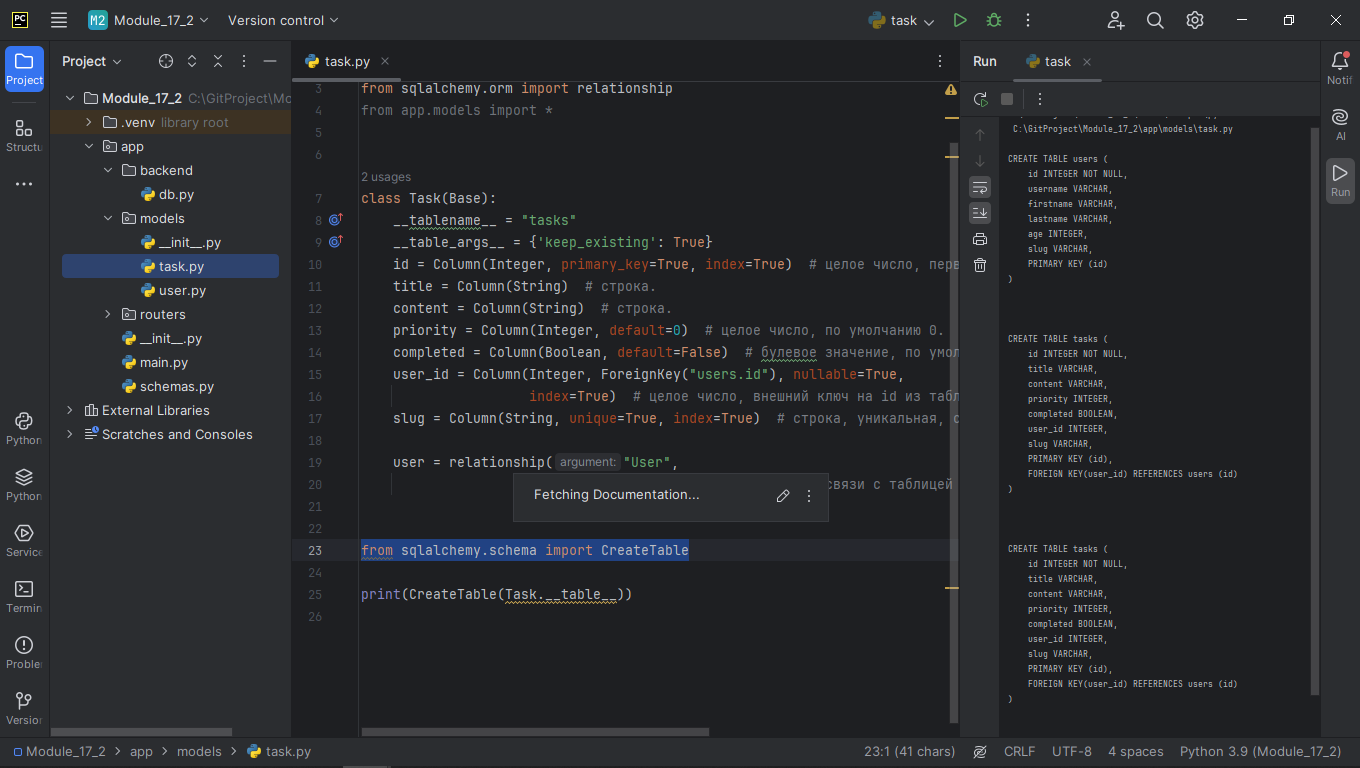 PC
M2 Module_17_2
Version control
task
Project
Structu
Python
Python
Service
Termin
Problem
Version
Project
Module_17_2 C:\GitProject\Mo
.venv library root
app
backend
db.py
models
__init__.py
task.py
user.py
routers
__init__.py
main.py
schemas.py
External Libraries
Scratches and Consoles
task.py
3 from sqlalchemy.orm import relationship
4 from app.models import *
5
6
2 usages
7 class Task(Base):
8 __tablename__ = "tasks"
9 __table_args__ = {'keep_existing': True}
10 id = Column(Integer, primary_key=True, index=True) # целое число, перв
11 title = Column(String) # строка.
12 content = Column(String) # строка.
13 priority = Column(Integer, default=0) # целое число, по умолчанию 0.
14 completed = Column(Boolean, default=False) # булевое значение, по умол
15 user_id = Column(Integer, ForeignKey("users.id"), nullable=True,
16 index=True) # целое число, внешний ключ на id из табл
17 slug = Column(String, unique=True, index=True) # строка, уникальная, с
18
19 user = relationship( argument: "User",
20 связи с таблицей
Fetching Documentation...
21
22
23 from sqlalchemy.schema import CreateTable
24
25 print(CreateTable(Task.__table__))
26
Run
task
C:\GitProject\Module_17_2\app\models\task.py
CREATE TABLE users (
id INTEGER NOT NULL,
username VARCHAR,
firstname VARCHAR,
lastname VARCHAR,
age INTEGER,
slug VARCHAR,
PRIMARY KEY (id)
)
CREATE TABLE tasks (
id INTEGER NOT NULL,
title VARCHAR,
content VARCHAR,
priority INTEGER,
completed BOOLEAN,
user_id INTEGER,
slug VARCHAR,
PRIMARY KEY (id),
FOREIGN KEY(user_id) REFERENCES users (id)
)
CREATE TABLE tasks (
id INTEGER NOT NULL,
title VARCHAR,
content VARCHAR,
priority INTEGER,
completed BOOLEAN,
user_id INTEGER,
slug VARCHAR,
PRIMARY KEY (id),
FOREIGN KEY(user_id) REFERENCES users (id)
)
Notif
AI
Run
Module_17_2 > app > models > task.py
23:1 (41 chars)
CRLF
UTF-8
4 spaces
Python 3.9 (Module_17_2)